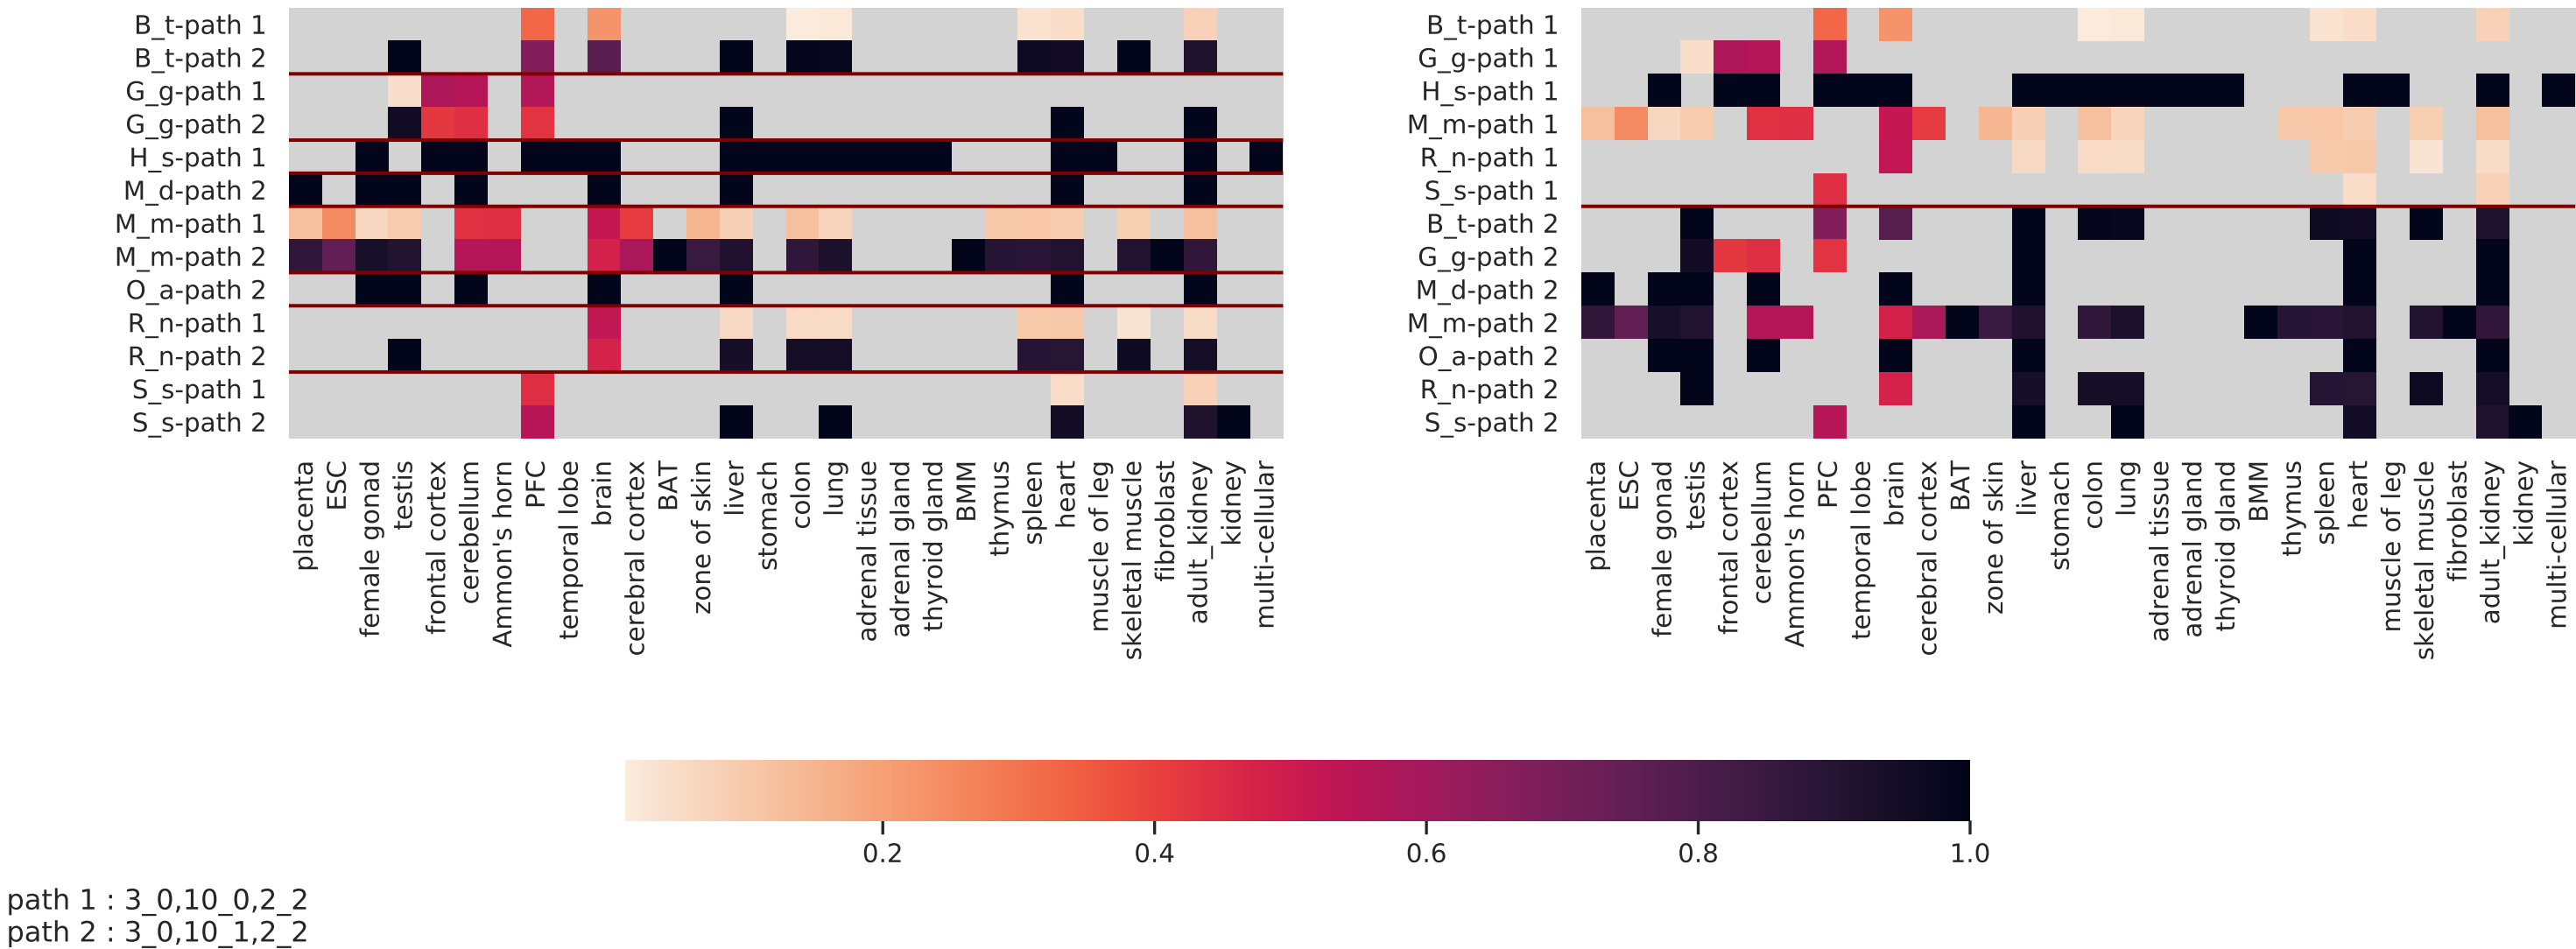 B_t-path 1
B_t-path 2
G_g-path 1
G_g-path 2
H_s-path 1
M_d-path 2
M_m-path 1
M_m-path 2
O_a-path 2
R_n-path 1
R_n-path 2
S_s-path 1
S_s-path 2
placenta
ESC
female gonad
testis
frontal cortex
cerebellum
Ammon's horn
PFC
temporal lobe
brain
cerebral cortex
BAT
zone of skin
liver
stomach
colon
lung
adrenal tissue
adrenal gland
thyroid gland
BMM
thymus
spleen
heart
muscle of leg
skeletal muscle
fibroblast
adult_kidney
kidney
multi-cellular
B_t-path 1
G_g-path 1
H_s-path 1
M_m-path 1
R_n-path 1
S_s-path 1
B_t-path 2
G_g-path 2
M_d-path 2
M_m-path 2
O_a-path 2
R_n-path 2
S_s-path 2
placenta
ESC
female gonad
testis
frontal cortex
cerebellum
Ammon's horn
PFC
temporal lobe
brain
cerebral cortex
BAT
zone of skin
liver
stomach
colon
lung
adrenal tissue
adrenal gland
thyroid gland
BMM
thymus
spleen
heart
muscle of leg
skeletal muscle
fibroblast
adult_kidney
kidney
multi-cellular
0.2 0.4 0.6 0.8 1.0
path 1 : 3_0,10_0,2_2
path 2 : 3_0,10_1,2_2